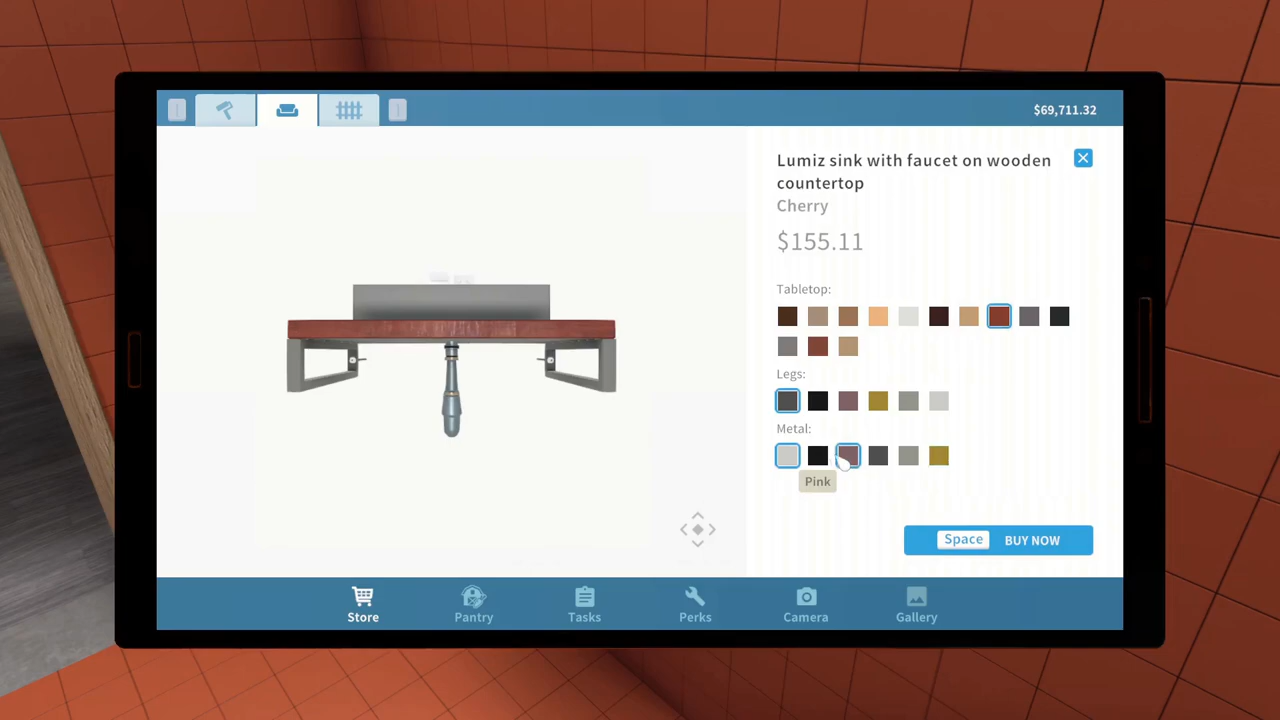 $69,711.32
Lumiz sink with faucet on wooden
countertop
Cherry
$155.11
Tabletop:
Legs:
Metal:
Pink
Space BUY NOW
Store Pantry Tasks Perks Camera Gallery